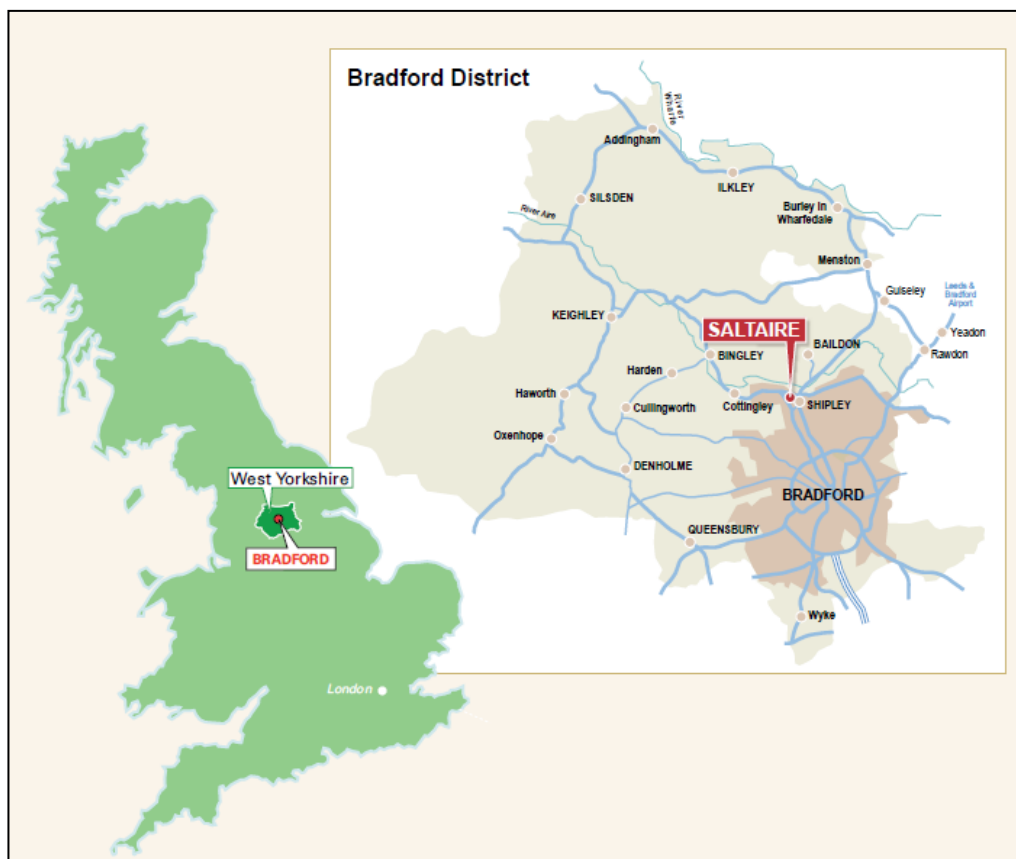 Bradford District
River
Wharfe
Addingham
ILKLEY
SILSDEN
River Aire
Burley In
Wharfedale
Menston
Guiseley
Leeds &
Bradford
Airport
KEIGHLEY
SALTAIRE
BAILDON
Yeadon
BINGLEY
Rawdon
Harden
Haworth
Cottingley
SHIPLEY
Cullingworth
Oxenhope
DENHOLME
West Yorkshire
BRADFORD
QUEENSBURY
BRADFORD
Wyke
London